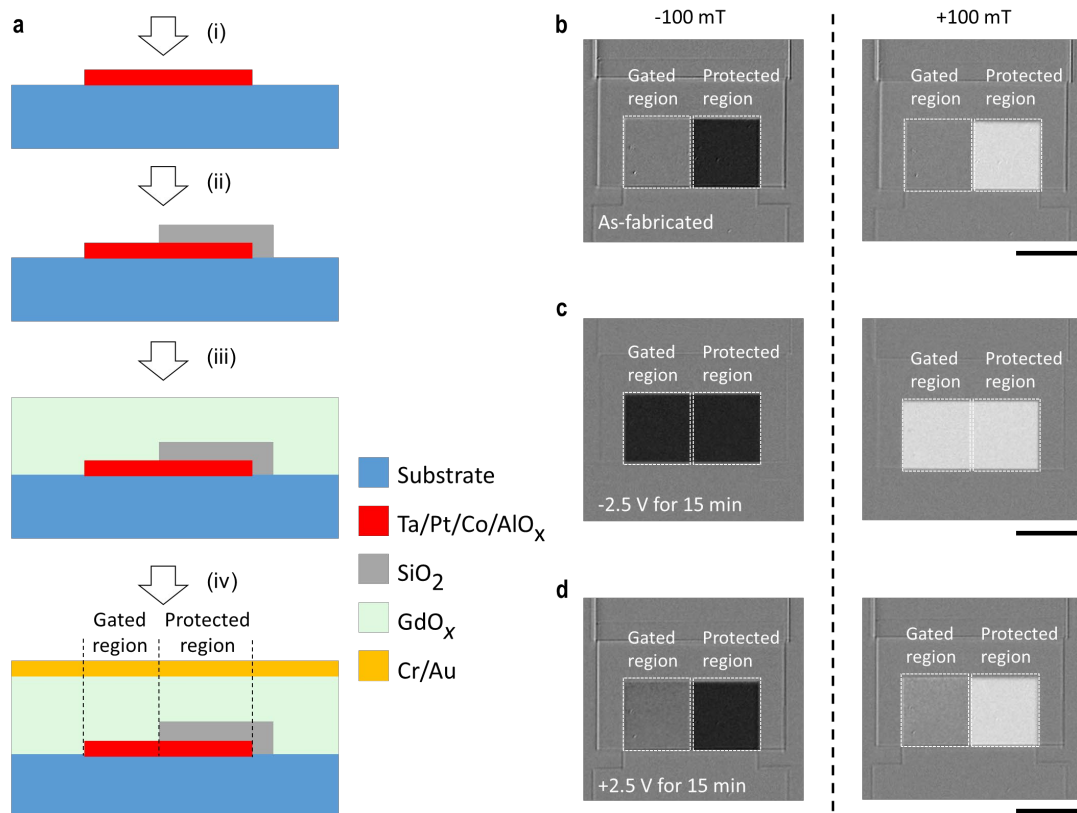 a
(i)
(ii)
(iii)
(iv)
Gated
region
Protected
region
Substrate
Ta/Pt/Co/AlOx
SiO2
GdOx
Cr/Au
-100 mT
+100 mT
b
Gated
region
Protected
region
As-fabricated
Gated
region
Protected
region
c
Gated
region
Protected
region
-2.5 V for 15 min
Gated
region
Protected
region
d
Gated
region
Protected
region
+2.5 V for 15 min
Gated
region
Protected
region